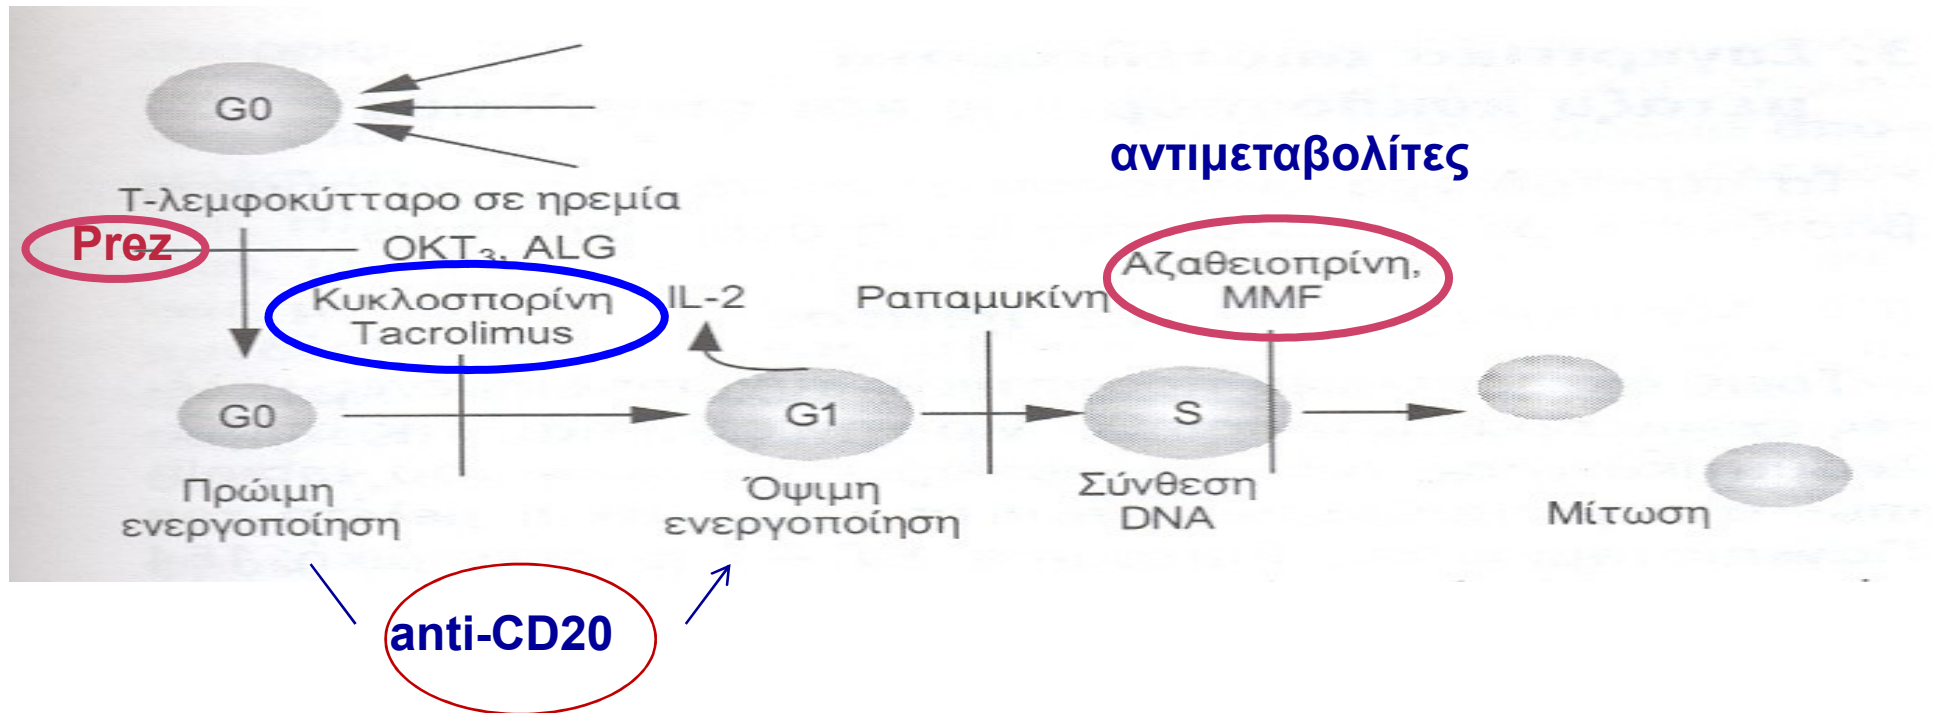 G0
αντιμεταβολίτες
Τ-λεμφοκύτταρο σε ηρεμία
Prez
OKT3, ALG
Κυκλοσπορίνη
Tacrolimus
IL-2
Ραπαμυκίνη
Αζαθειοπρίνη,
MMF
G0
G1
S
Πρώιμη
ενεργοποίηση
Όψιμη
ενεργοποίηση
Σύνθεση
DNA
Μίτωση
anti-CD20